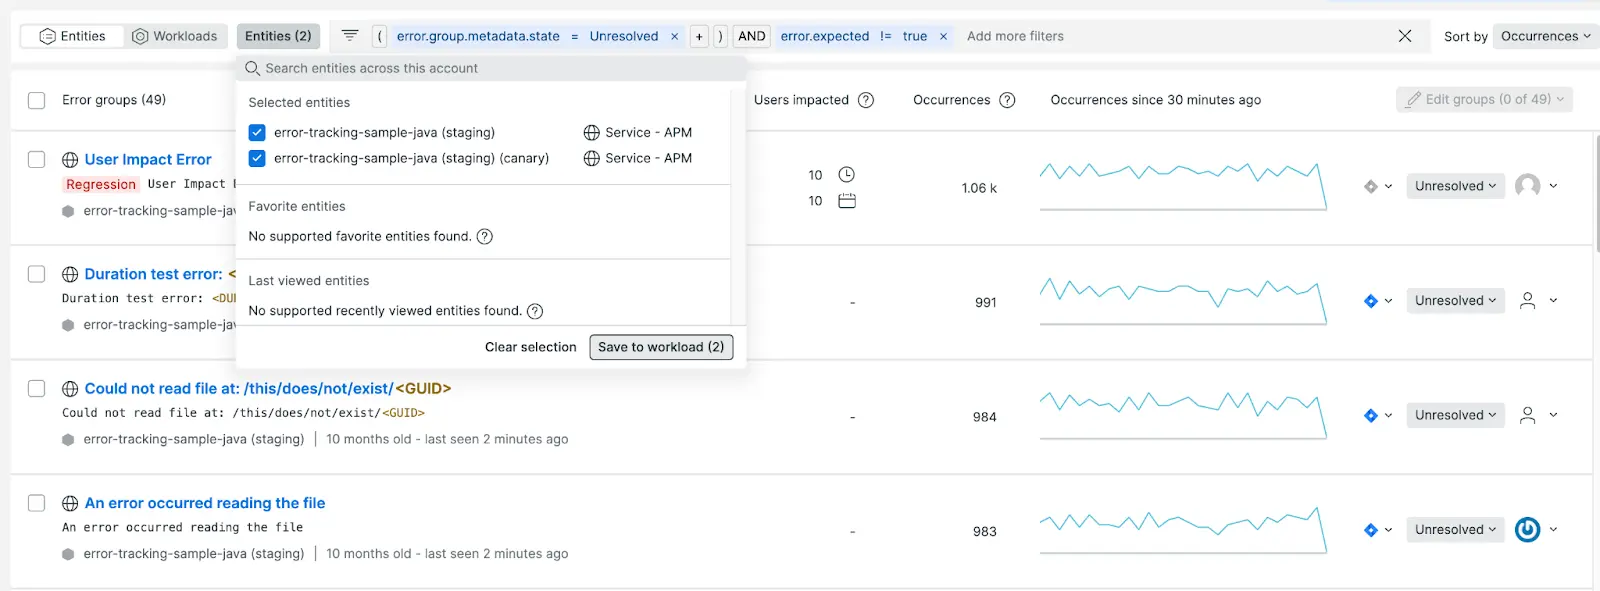 Entities Workloads Entities (2) ( error.group.metadata.state = Unresolved × + ) AND error.expected != true × Add more filters Sort by Occurrences
Search entities across this account
Error groups (49) Users impacted ? Occurrences ? Occurrences since 30 minutes ago Edit groups (0 of 49)
Selected entities
error-tracking-sample-java (staging) Service - APM
error-tracking-sample-java (staging) (canary) Service - APM
Favorite entities
No supported favorite entities found. ?
Last viewed entities
No supported recently viewed entities found. ?
Clear selection Save to workload (2)
User Impact Error
Regression User Impact
error-tracking-sample-jav
10
10
1.06 k
Unresolved
Duration test error: <
Duration test error: <DU
error-tracking-sample-jav
-
991
Unresolved
Could not read file at: /this/does/not/exist/<GUID>
Could not read file at: /this/does/not/exist/<GUID>
error-tracking-sample-java (staging) | 10 months old - last seen 2 minutes ago
-
984
Unresolved
An error occurred reading the file
An error occurred reading the file
error-tracking-sample-java (staging) | 10 months old - last seen 2 minutes ago
-
983
Unresolved